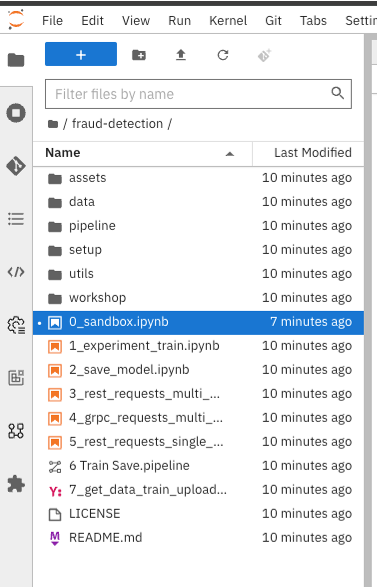 File Edit View Run Kernel Git Tabs Settin
+
Filter files by name
/ fraud-detection /
Name Last Modified
assets 10 minutes ago
data 10 minutes ago
pipeline 10 minutes ago
setup 10 minutes ago
utils 10 minutes ago
workshop 10 minutes ago
0_sandbox.ipynb 7 minutes ago
1_experiment_train.ipynb 10 minutes ago
2_save_model.ipynb 10 minutes ago
3_rest_requests_multi_... 10 minutes ago
4_grpc_requests_multi_... 10 minutes ago
5_rest_requests_single_... 10 minutes ago
6 Train Save.pipeline 10 minutes ago
Y: 7_get_data_train_upload... 10 minutes ago
LICENSE 10 minutes ago
M README.md 10 minutes ago